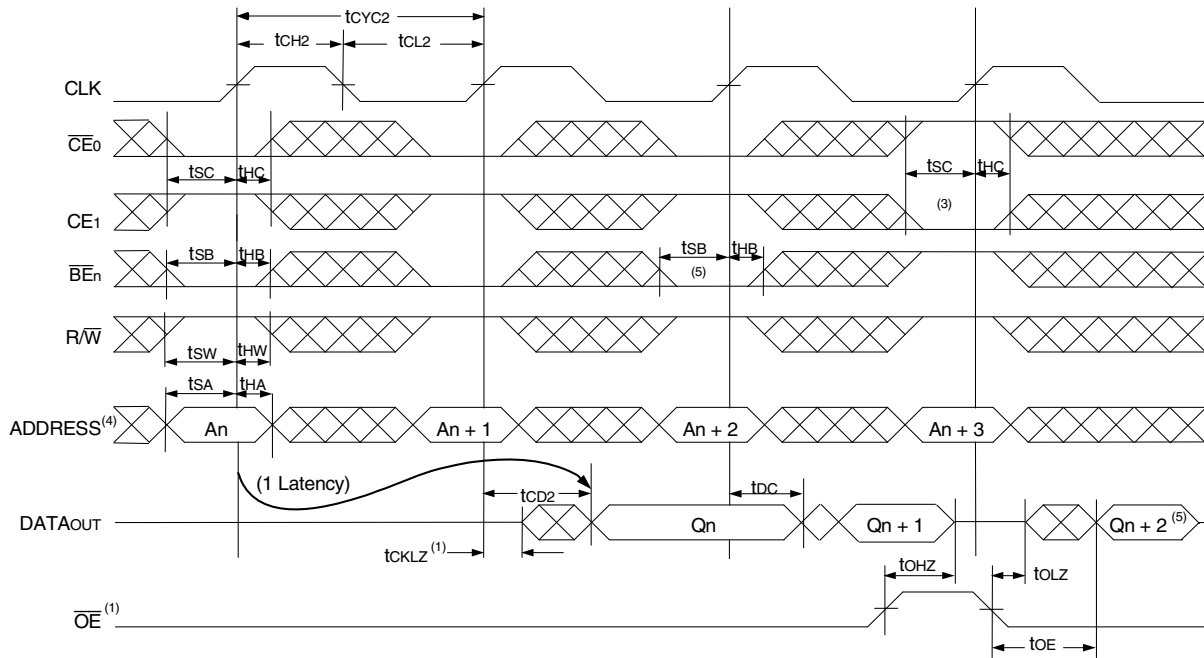 tCYC2
tCH2 tCL2
CLK
CE0
tSC tHC tSC tHC
CE1 (3)
tSB tHB tSB tHB
BEn (5)
R/W
tSW tHW
tSA tHA
ADDRESS(4) An An + 1 An + 2 An + 3
(1 Latency) tCD2 tDC
DATAOUT Qn Qn + 1 Qn + 2 (5)
tCKLZ (1) tOHZ tOLZ
OE (1)
tOE